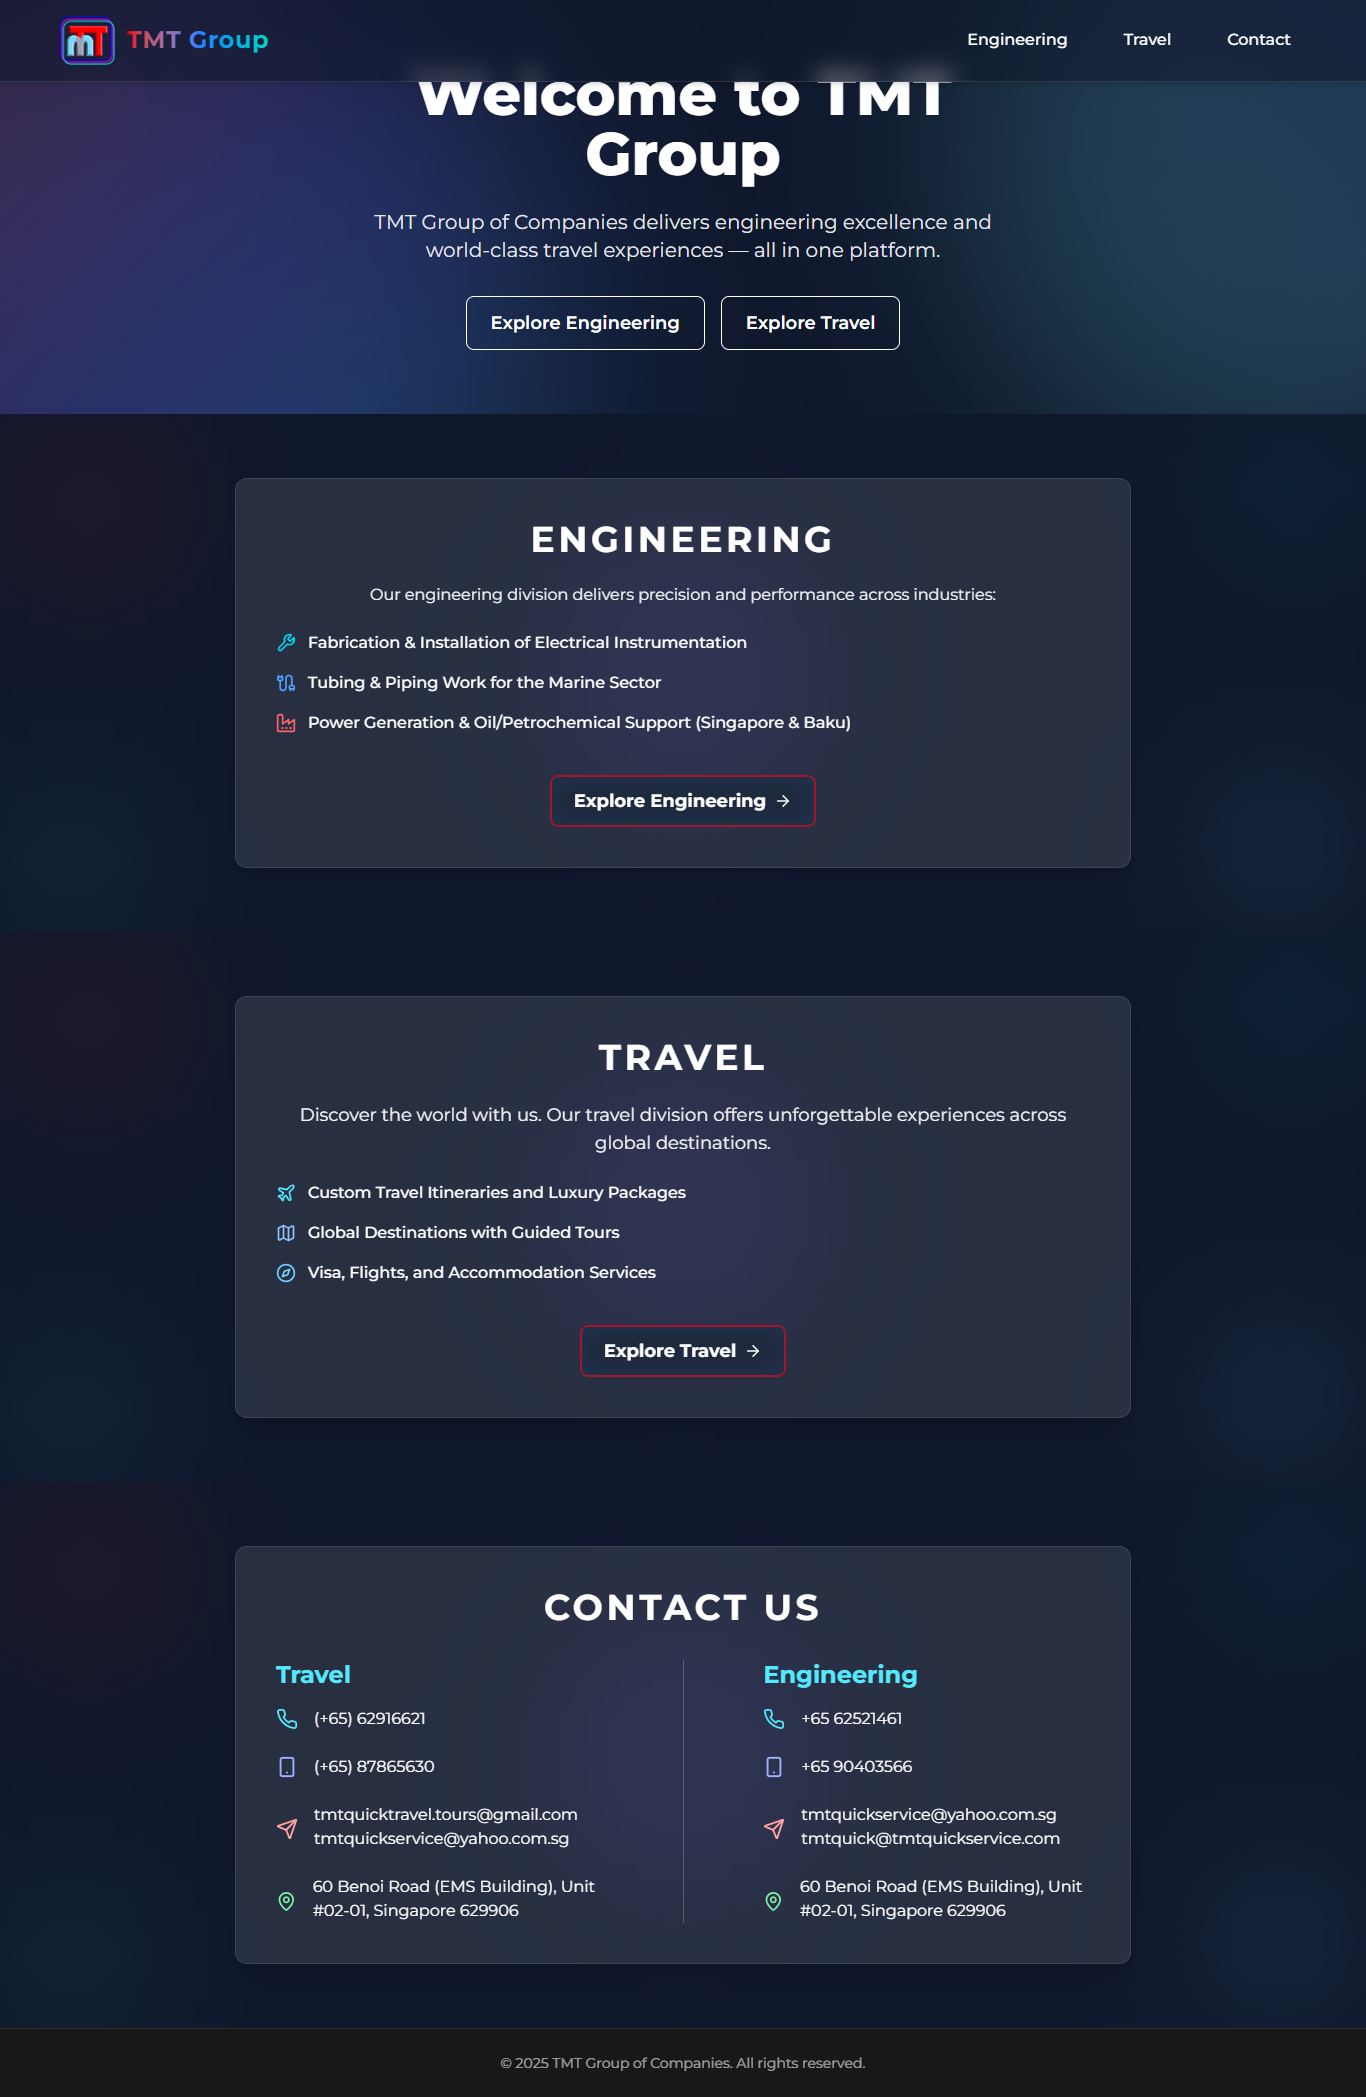 mT TMT Group
Engineering
Travel
Contact
Welcome to TMT
Group
TMT Group of Companies delivers engineering excellence and
world-class travel experiences — all in one platform.
Explore Engineering
Explore Travel
ENGINEERING
Our engineering division delivers precision and performance across industries:
Fabrication & Installation of Electrical Instrumentation
Tubing & Piping Work for the Marine Sector
Power Generation & Oil/Petrochemical Support (Singapore & Baku)
Explore Engineering →
TRAVEL
Discover the world with us. Our travel division offers unforgettable experiences across
global destinations.
Custom Travel Itineraries and Luxury Packages
Global Destinations with Guided Tours
Visa, Flights, and Accommodation Services
Explore Travel →
CONTACT US
Travel
(+65) 62916621
(+65) 87865630
tmtquicktravel.tours@gmail.com
tmtquickservice@yahoo.com.sg
60 Benoi Road (EMS Building), Unit
#02-01, Singapore 629906
Engineering
+65 62521461
+65 90403566
tmtquickservice@yahoo.com.sg
tmtquick@tmtquickservice.com
60 Benoi Road (EMS Building), Unit
#02-01, Singapore 629906
© 2025 TMT Group of Companies. All rights reserved.